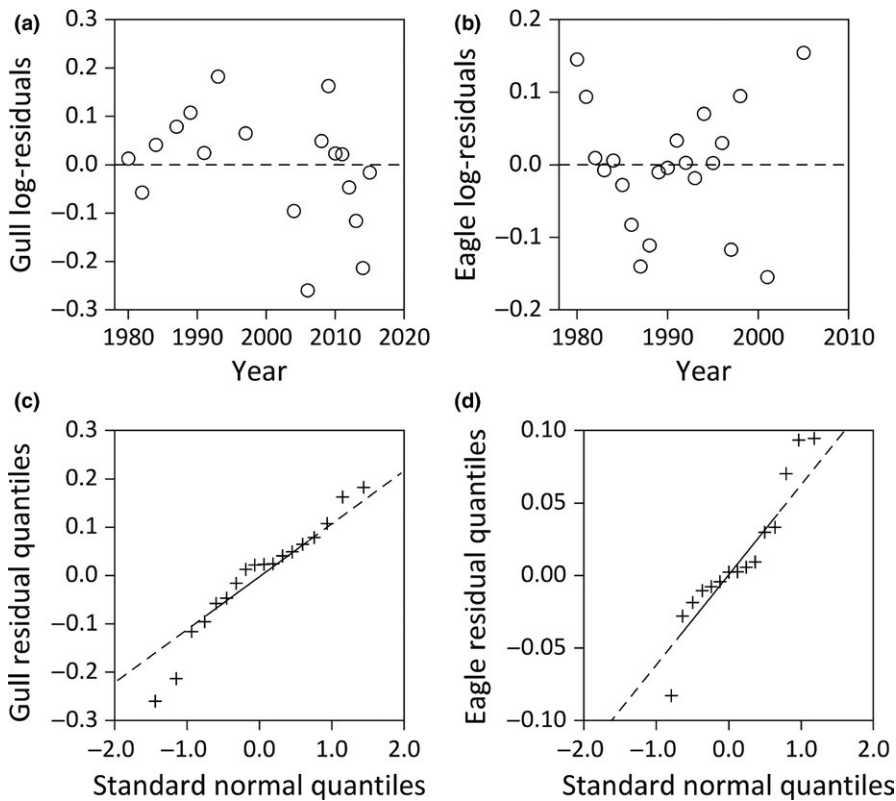 (a)
0.3
0.2
0.1
0.0
−0.1
−0.2
−0.3
Gull log-residuals
1980 1990 2000 2010 2020
Year
(b)
0.2
0.1
0.0
−0.1
−0.2
Eagle log-residuals
1980 1990 2000 2010
Year
(c)
0.3
0.2
0.1
0.0
−0.1
−0.2
−0.3
Gull residual quantiles
−2.0 −1.0 0.0 1.0 2.0
Standard normal quantiles
(d)
0.10
0.05
0.00
−0.05
−0.10
Eagle residual quantiles
−2.0 −1.0 0.0 1.0 2.0
Standard normal quantiles